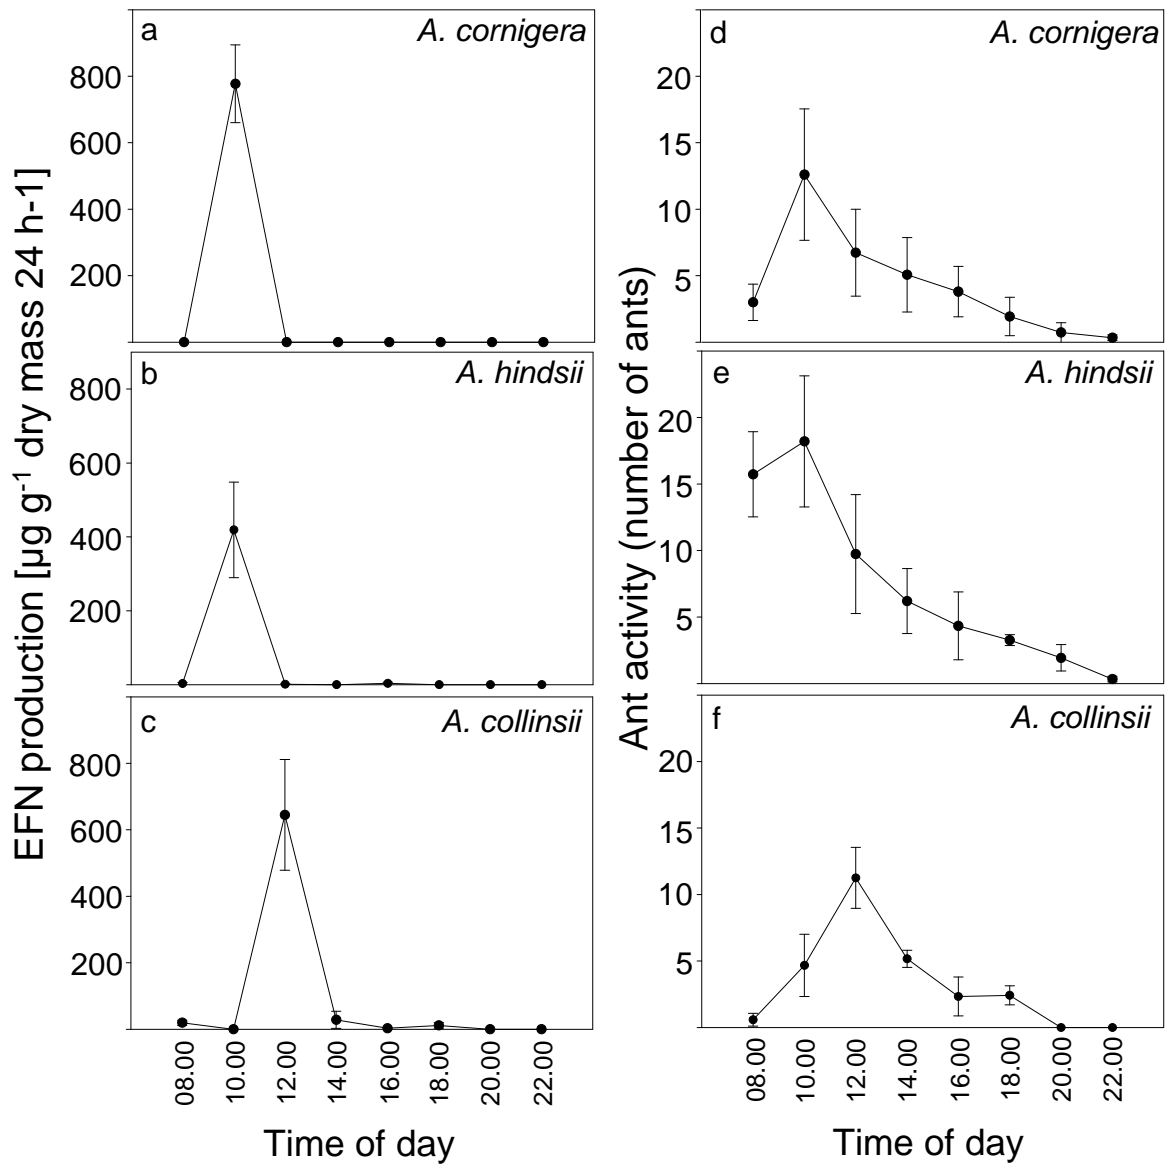 EFN production [µg g-1 dry mass 24 h-1]
a
A. cornigera
800
600
400
200
b
A. hindsii
800
600
400
200
c
A. collinsii
800
600
400
200
08.00
10.00
12.00
14.00
16.00
18.00
20.00
22.00
Time of day
Ant activity (number of ants)
d
A. cornigera
20
15
10
5
e
A. hindsii
20
15
10
5
f
A. collinsii
20
15
10
5
08.00
10.00
12.00
14.00
16.00
18.00
20.00
22.00
Time of day